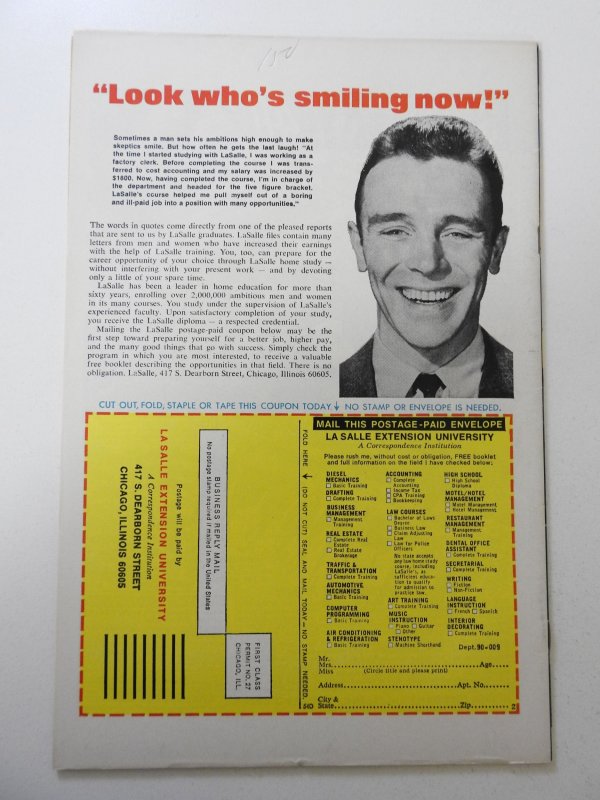 150
“Look who’s smiling now!”
Sometimes a man sets his ambitions high enough to make
skeptics smile. But how often he gets the last laugh! "At
the time I started studying with LaSalle, I was working as a
factory clerk. Before completing the course I was trans-
ferred to cost accounting and my salary was increased by
$1600. Now, having completed the course, I'm in charge of
the department and headed for the five figure bracket.
LaSalle's course helped me pull myself out of a boring
and ill-paid job into a position with many opportunities."
The words in quotes come directly from one of the pleased reports
that are sent to us by LaSalle graduates. LaSalle files contain many
letters from men and women who have increased their earnings
with the help of LaSalle training. You, too, can prepare for the
career opportunity of your choice through LaSalle home study —
without interfering with your present work — and by devoting
only a little of your spare time.
LaSalle has been a leader in home education for more than
sixty years, enrolling over 2,000,000 ambitious men and women
in its many courses. You study under the supervision of LaSalle's
experienced faculty. Upon satisfactory completion of your study,
you receive the LaSalle diploma — a respected credential.
Mailing the LaSalle postage-paid coupon below may be the
first step toward preparing yourself for a better job, higher pay,
and the many good things that go with success. Simply check the
program in which you are most interested, to receive a valuable
free booklet describing the opportunities in that field. There is no
obligation. LaSalle, 417 S. Dearborn Street, Chicago, Illinois 60605.
CUT OUT, FOLD, STAPLE OR TAPE THIS COUPON TODAY ↓ NO STAMP OR ENVELOPE IS NEEDED.
BUSINESS REPLY MAIL
No postage stamp required if mailed in the United States
FIRST CLASS
PERMIT NO. 27
CHICAGO, ILL.
Postage will be paid by
LA SALLE EXTENSION UNIVERSITY
A Correspondence Institution
417 S. DEARBORN STREET
CHICAGO, ILLINOIS 60605
FOLD HERE ↓ (DO NOT CUT) SEAL AND MAIL TODAY—NO STAMP NEEDED.
MAIL THIS POSTAGE-PAID ENVELOPE
LA SALLE EXTENSION UNIVERSITY
A Correspondence Institution
Please rush me, without cost or obligation, FREE booklet
and full information on the field I have checked below:
DIESEL
MECHANICS
Basic Training
DRAFTING
Complete Training
BUSINESS
MANAGEMENT
Management
Training
REAL ESTATE
Complete Real
Estate
Real Estate
Brokerage
TRAFFIC &
TRANSPORTATION
Complete Training
AUTOMOTIVE
MECHANICS
Basic Training
COMPUTER
PROGRAMMING
Basic Training
AIR CONDITIONING
& REFRIGERATION
Basic Training
ACCOUNTING
Complete
Accounting
Income Tax
CPA Training
Bookkeeping
LAW COURSES
Bachelor of Laws
Degree
Business Law
Claim Adjusting
Law
Law for Police
Officers
No state accepts
any law home study
course, including
LaSalle's, as
sufficient educa-
tion to qualify
for admission to
practice law.
ART TRAINING
Complete Training
MUSIC
INSTRUCTION
Piano Guitar
Other
STENOTYPE
Machine Shorthand
HIGH SCHOOL
High School
Diploma
MOTEL/HOTEL
MANAGEMENT
Motel Management
Hotel Management
RESTAURANT
MANAGEMENT
Management
Training
DENTAL OFFICE
ASSISTANT
Complete Training
SECRETARIAL
Complete Training
WRITING
Fiction
Non-Fiction
LANGUAGE
INSTRUCTION
French Spanish
INTERIOR
DECORATING
Complete Training
Dept. 90-009
Mr.
Mrs. Age
Miss (Circle title and please print)
Address Apt. No.
City &
State Zip
510
2